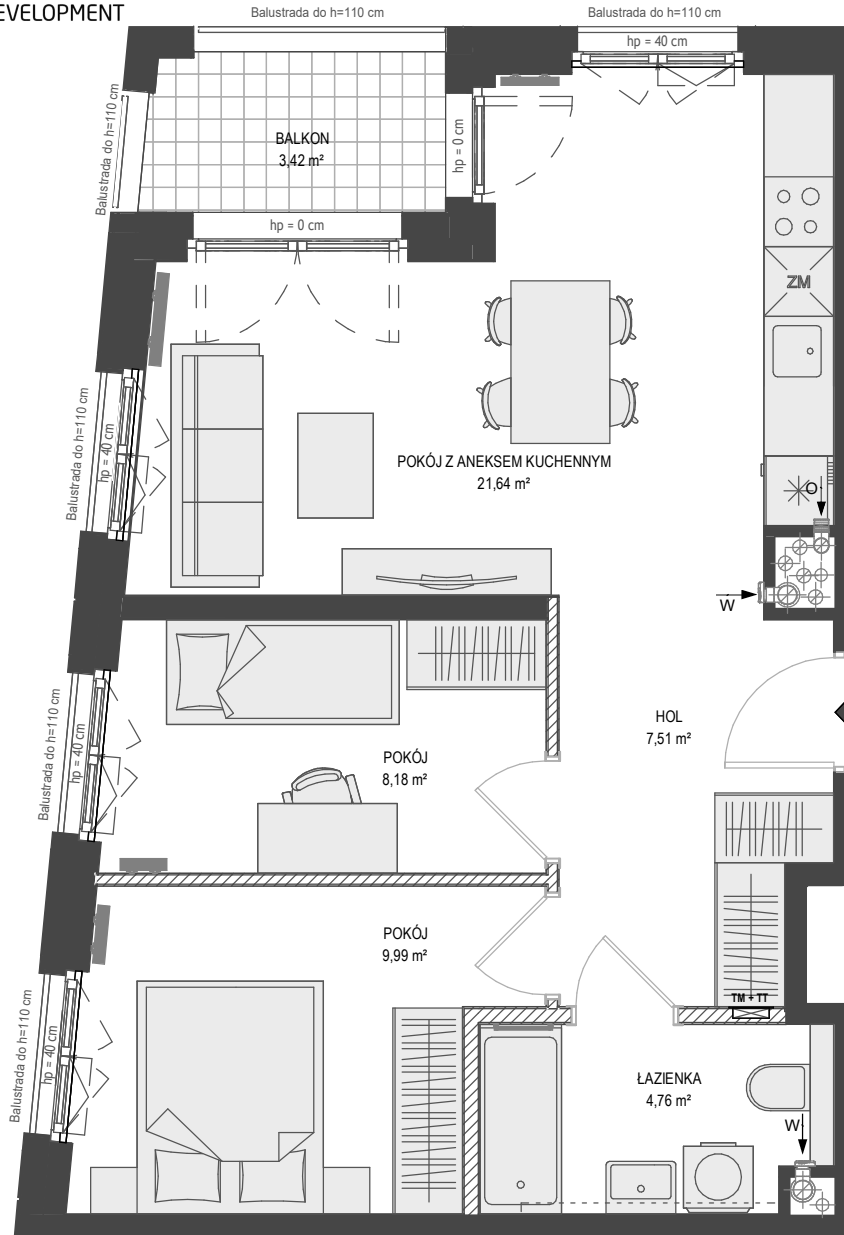 EVELOPMENT
Balustrada do h=110 cm
Balustrada do h=110 cm
hp = 40 cm
Balustrada do h=110 cm
BALKON
3,42 m²
hp = 0 cm
hp = 0 cm
ZM
Balustrada do h=110 cm
hp = 40 cm
POKÓJ Z ANEKSEM KUCHENNYM
21,64 m²
O
W
Balustrada do h=110 cm
hp = 40 cm
POKÓJ
8,18 m²
HOL
7,51 m²
POKÓJ
9,99 m²
Balustrada do h=110 cm
hp = 40 cm
TM + TT
ŁAZIENKA
4,76 m²
W